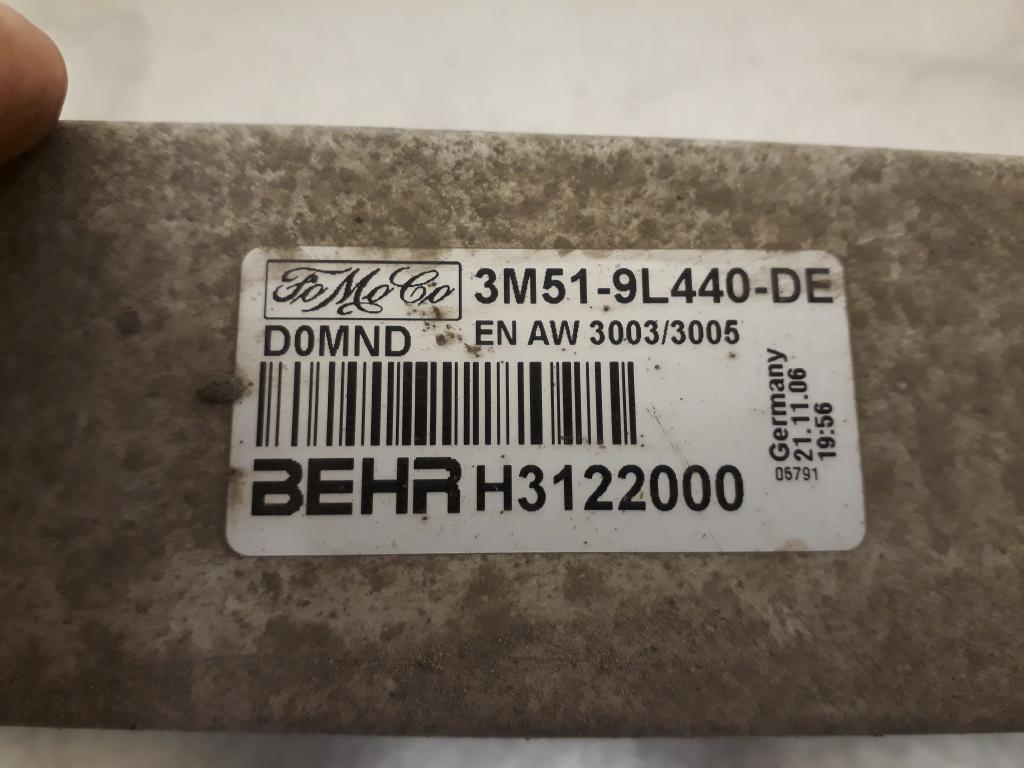 FoMoCo 3M51-9L440-DE
D0MND EN AW 3003/3005
BEHR H3122000
Germany
21.11.06
19:56
05791